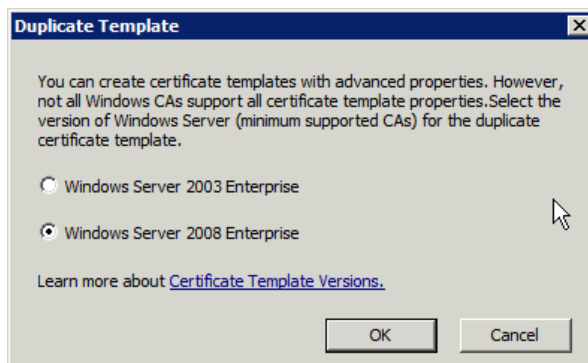 Duplicate Template
You can create certificate templates with advanced properties. However,
not all Windows CAs support all certificate template properties.Select the
version of Windows Server (minimum supported CAs) for the duplicate
certificate template.
Windows Server 2003 Enterprise
Windows Server 2008 Enterprise
Learn more about Certificate Template Versions.
OK Cancel